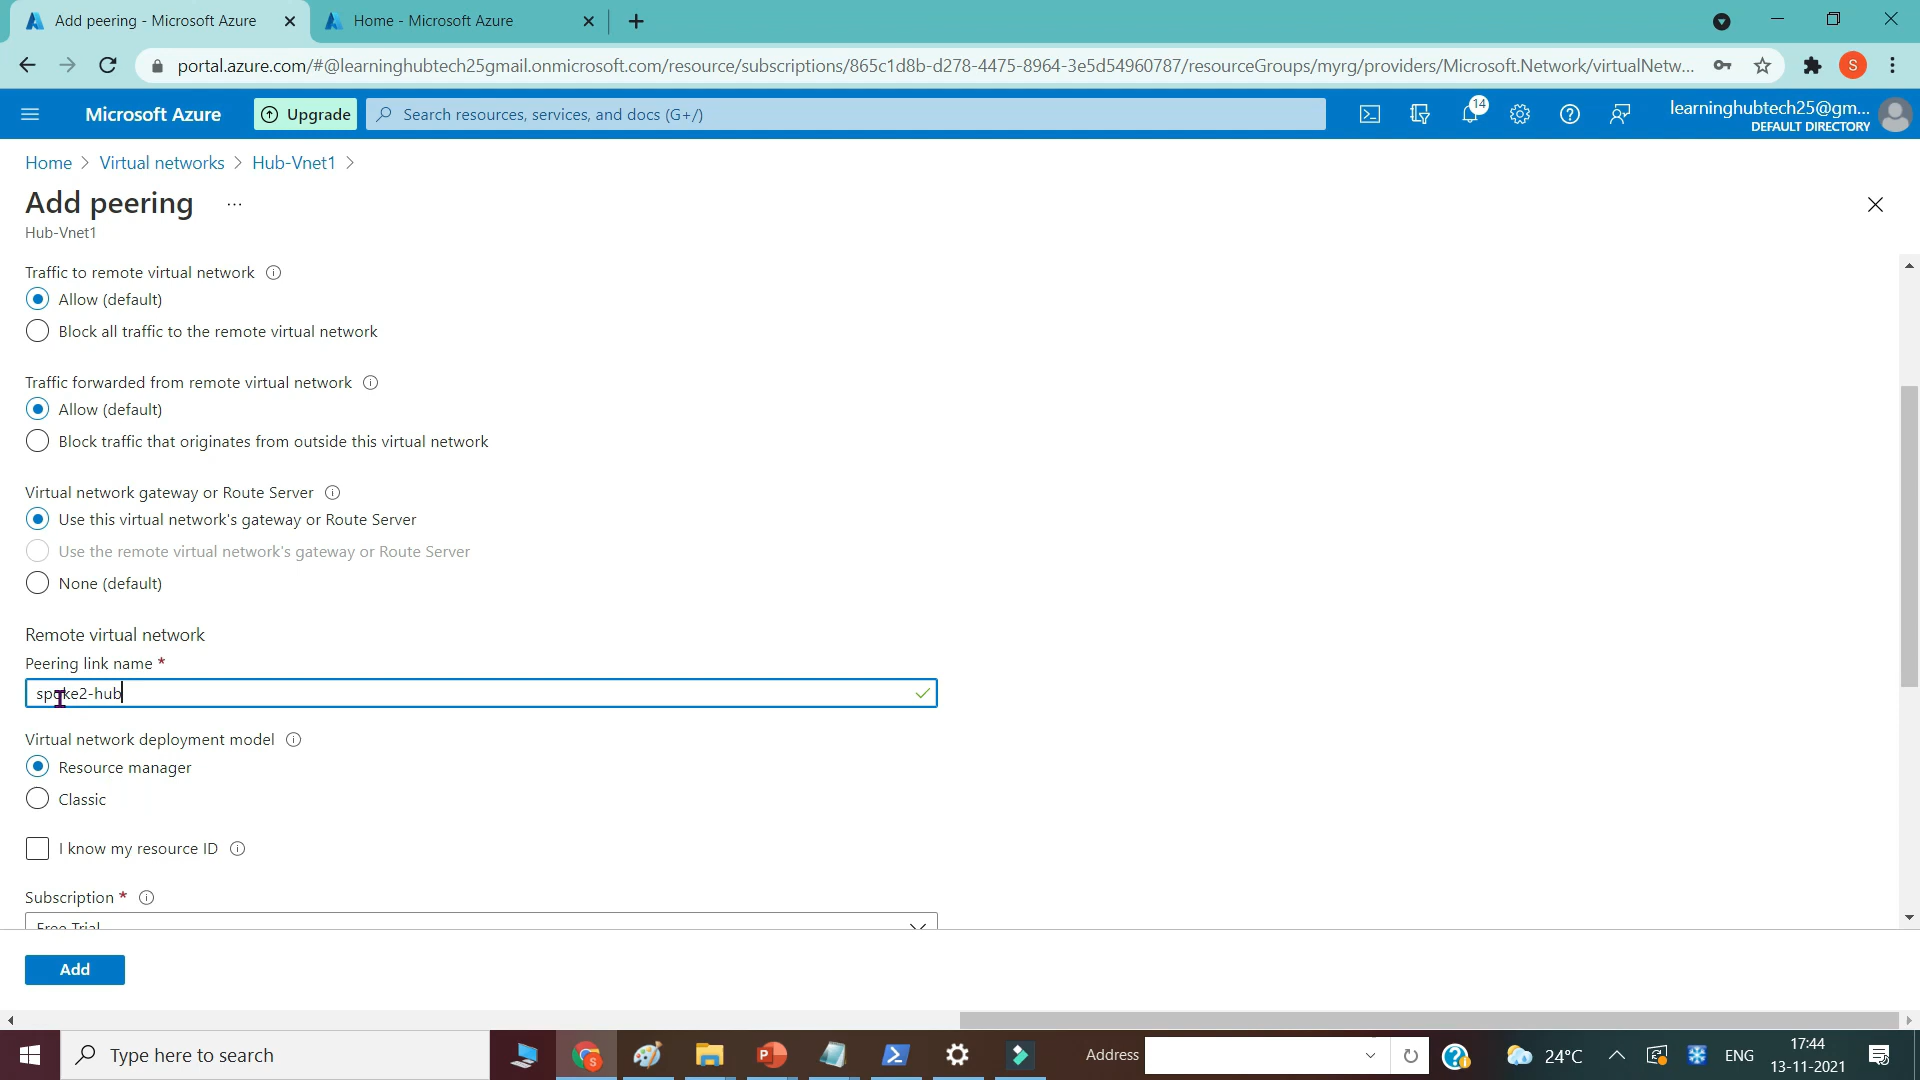 Add peering - Microsoft Azure
Home - Microsoft Azure
portal.azure.com/#@learninghubtech25gmail.onmicrosoft.com/resource/subscriptions/865c1d8b-d278-4475-8964-3e5d54960787/resourceGroups/myrg/providers/Microsoft.Network/virtualNetw...
S
Microsoft Azure
Upgrade
Search resources, services, and docs (G+/)
14
learninghubtech25@gm...
DEFAULT DIRECTORY
Home > Virtual networks > Hub-Vnet1 >
Add peering ...
Hub-Vnet1
Traffic to remote virtual network
Allow (default)
Block all traffic to the remote virtual network
Traffic forwarded from remote virtual network
Allow (default)
Block traffic that originates from outside this virtual network
Virtual network gateway or Route Server
Use this virtual network's gateway or Route Server
Use the remote virtual network's gateway or Route Server
None (default)
Remote virtual network
Peering link name *
spoke2-hub
Virtual network deployment model
Resource manager
Classic
I know my resource ID
Subscription *
Free Trial
Add
Type here to search
Address
24°C
ENG
17:44
13-11-2021